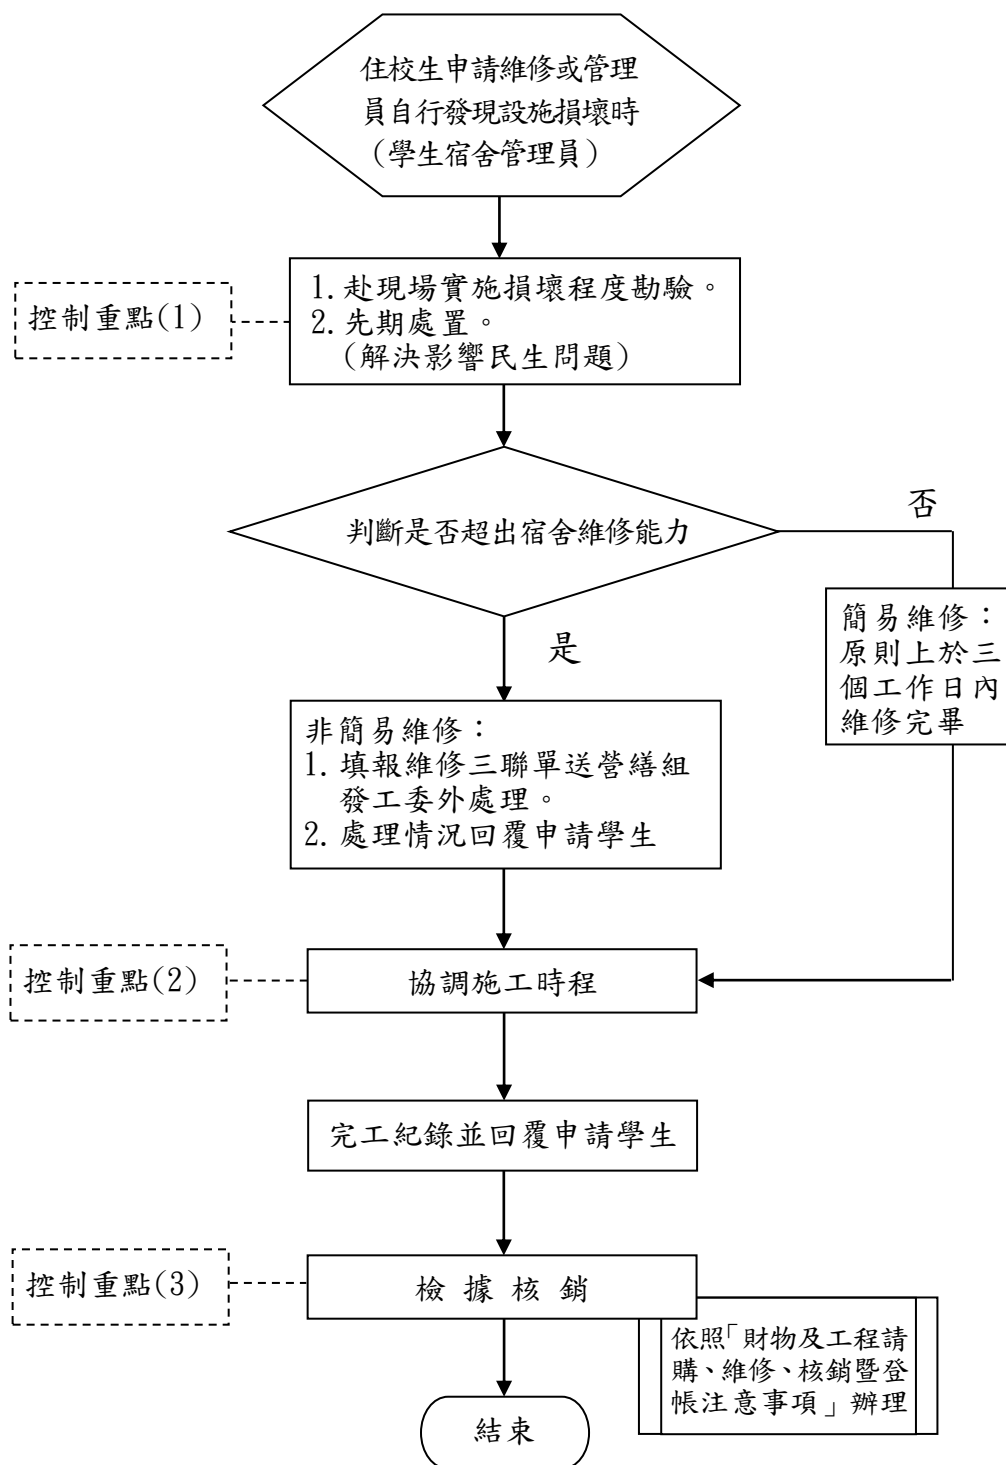 住校生申請維修或管理
員自行發現設施損壞時
(學生宿舍管理員)
控制重點(1)
1.赴現場實施損壞程度勘驗。
2.先期處置。
(解決影響民生問題)
判斷是否超出宿舍維修能力
否
是
簡易維修：
原則上於三
個工作日內
維修完畢
非簡易維修：
1.填報維修三聯單送營繕組
發工委外處理。
2.處理情況回覆申請學生
控制重點(2)
協調施工時程
完工紀錄並回覆申請學生
控制重點(3)
檢據核銷
依照「財物及工程請
購、維修、核銷暨登
帳注意事項」辦理
結束